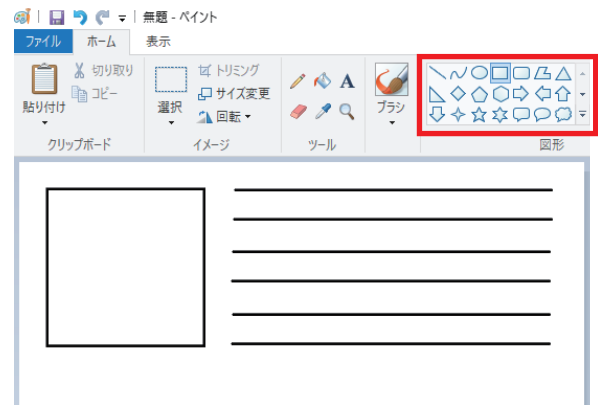 無題 - ペイント
ファイル ホーム 表示
貼り付け 切り取り コピー
選択 トリミング サイズ変更 回転
A
ブラシ
クリップボード イメージ ツール 図形